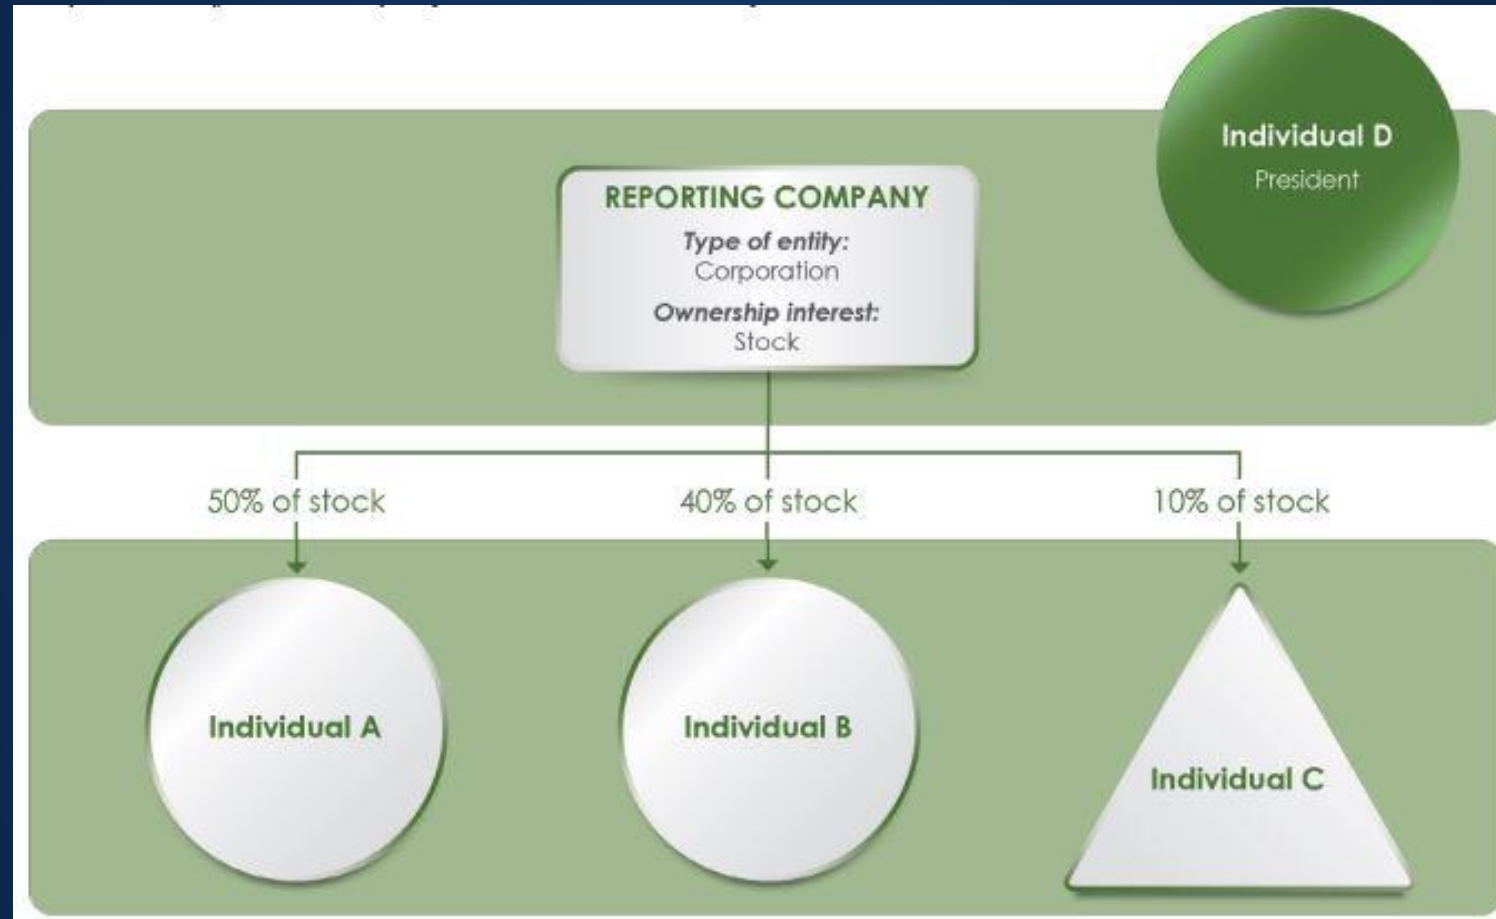 Individual D
President
REPORTING COMPANY
Type of entity:
Corporation
Ownership interest:
Stock
50% of stock
40% of stock
10% of stock
Individual A
Individual B
Individual C